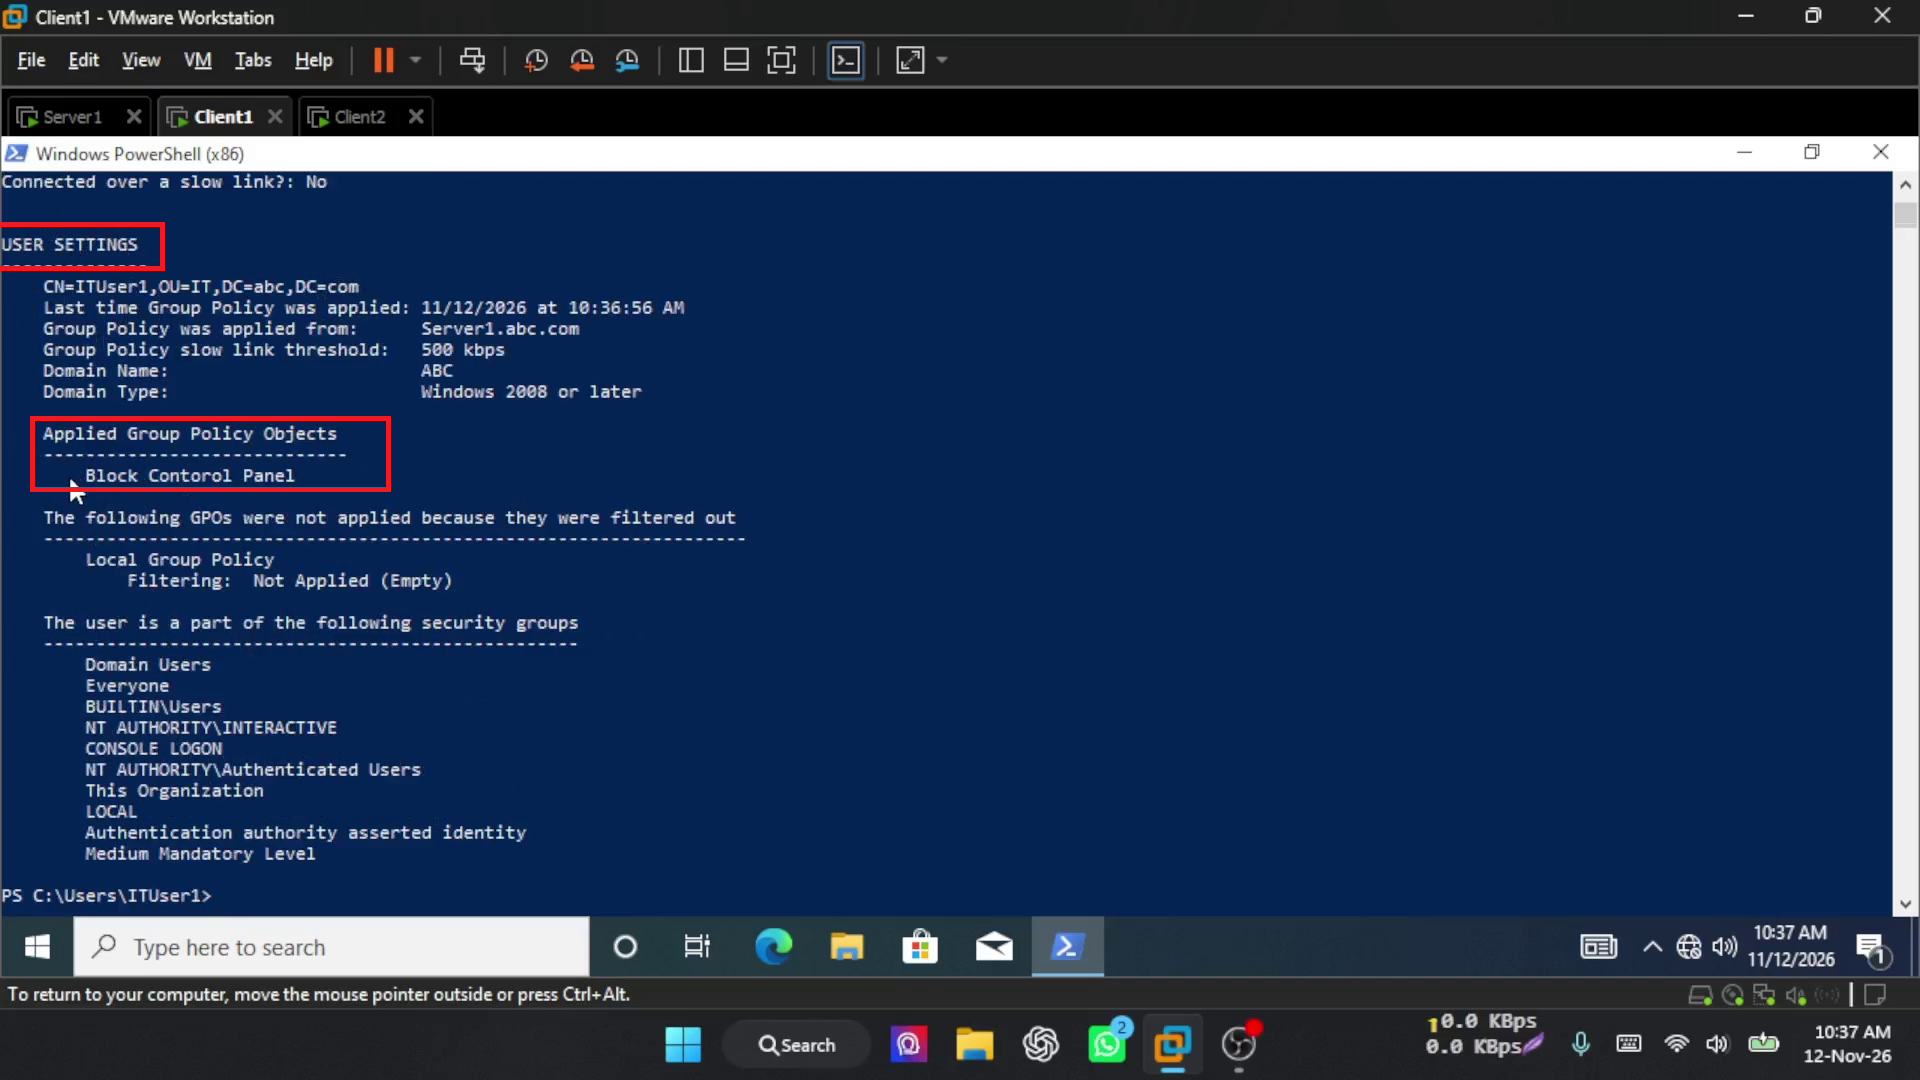 Client1 - VMware Workstation
File Edit View VM Tabs Help
Server1 Client1 Client2
Windows PowerShell (x86)
Connected over a slow link?: No
USER SETTINGS
--------------
CN=ITUser1,OU=IT,DC=abc,DC=com
Last time Group Policy was applied: 11/12/2026 at 10:36:56 AM
Group Policy was applied from: Server1.abc.com
Group Policy slow link threshold: 500 kbps
Domain Name: ABC
Domain Type: Windows 2008 or later
Applied Group Policy Objects
-----------------------------
Block Contorol Panel
The following GPOs were not applied because they were filtered out
-------------------------------------------------------------------
Local Group Policy
Filtering: Not Applied (Empty)
The user is a part of the following security groups
---------------------------------------------------
Domain Users
Everyone
BUILTIN\Users
NT AUTHORITY\INTERACTIVE
CONSOLE LOGON
NT AUTHORITY\Authenticated Users
This Organization
LOCAL
Authentication authority asserted identity
Medium Mandatory Level
PS C:\Users\ITUser1>
Type here to search
10:37 AM
11/12/2026
1
To return to your computer, move the mouse pointer outside or press Ctrl+Alt.
Search
2
0.0 KBps
0.0 KBps
10:37 AM
12-Nov-26